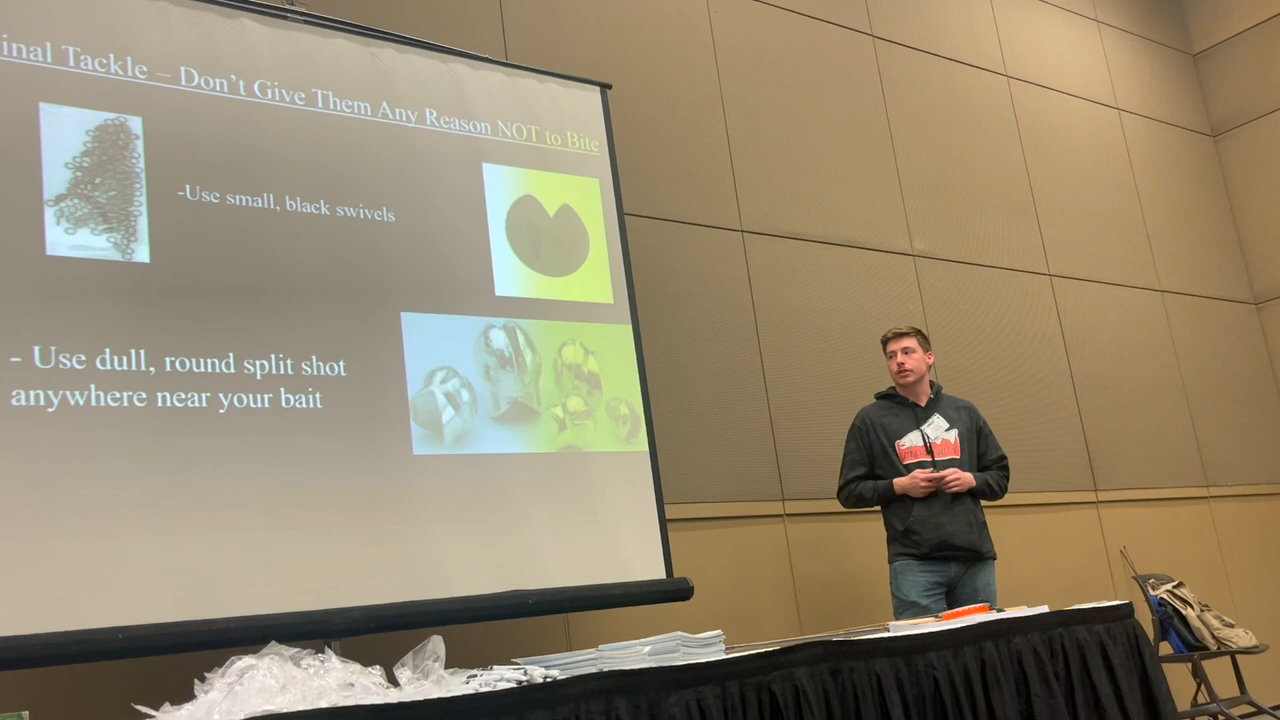 inal Tackle – Don't Give Them Any Reason NOT to Bite
-Use small, black swivels
- Use dull, round split shot
anywhere near your bait